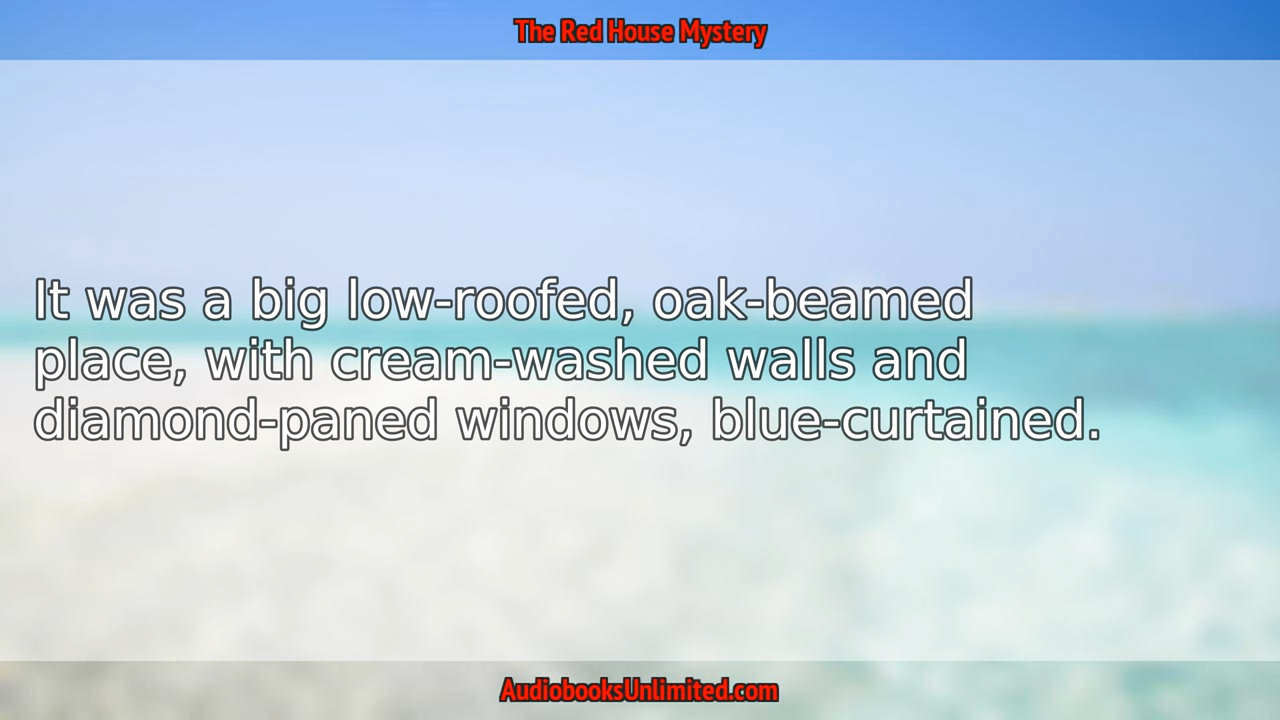 The Red House Mystery
It was a big low-roofed, oak-beamed
place, with cream-washed walls and
diamond-paned windows, blue-curtained.
AudiobooksUnlimited.com